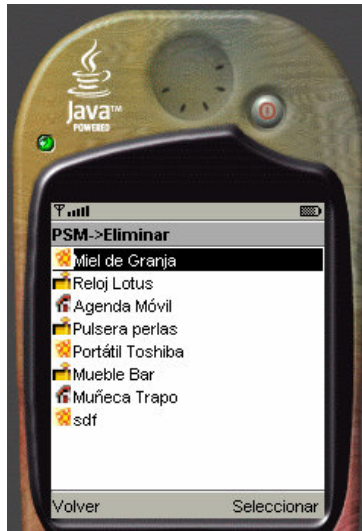 Java™
POWERED
PSM->Eliminar
Miel de Granja
Reloj Lotus
Agenda Móvil
Pulsera perlas
Portátil Toshiba
Mueble Bar
Muñeca Trapo
sdf
Volver Seleccionar